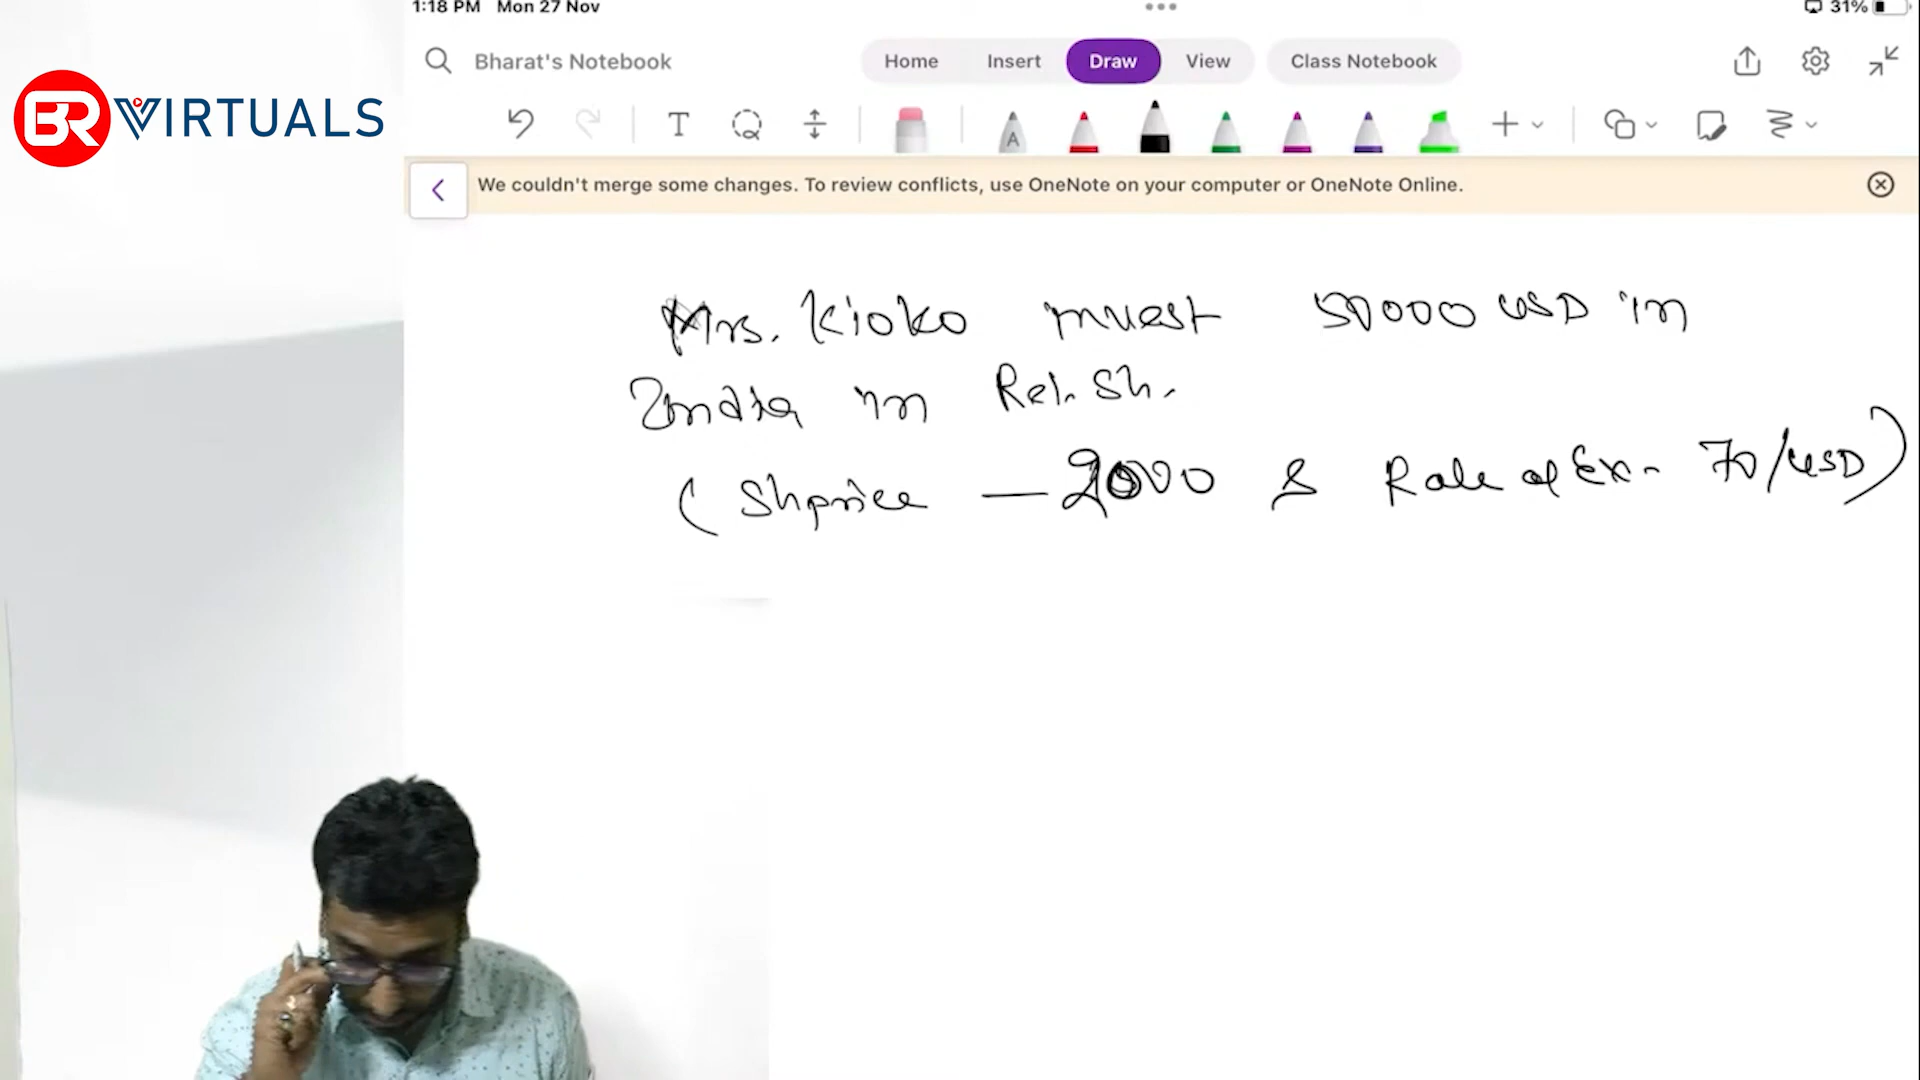 1:18 PM Mon 27 Nov
31%
BR VIRTUALS
Bharat's Notebook
Home Insert Draw View Class Notebook
T
A
We couldn't merge some changes. To review conflicts, use OneNote on your computer or OneNote Online.
Mrs. Kioko invest 50000 USD in
India in Rel. Sh.
( Sh price — 2000 & Rate of Ex - 70/USD)